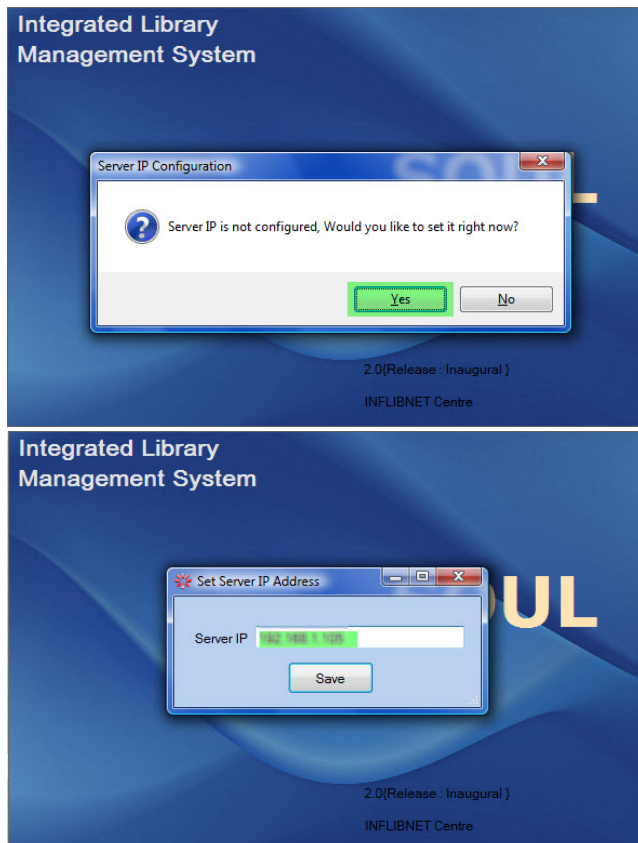 Integrated Library
Management System
Server IP Configuration
Server IP is not configured, Would you like to set it right now?
Yes
No
2.0{Release : Inaugural }
INFLIBNET Centre
Integrated Library
Management System
Set Server IP Address
UL
Server IP
Save
2.0{Release : Inaugural }
INFLIBNET Centre